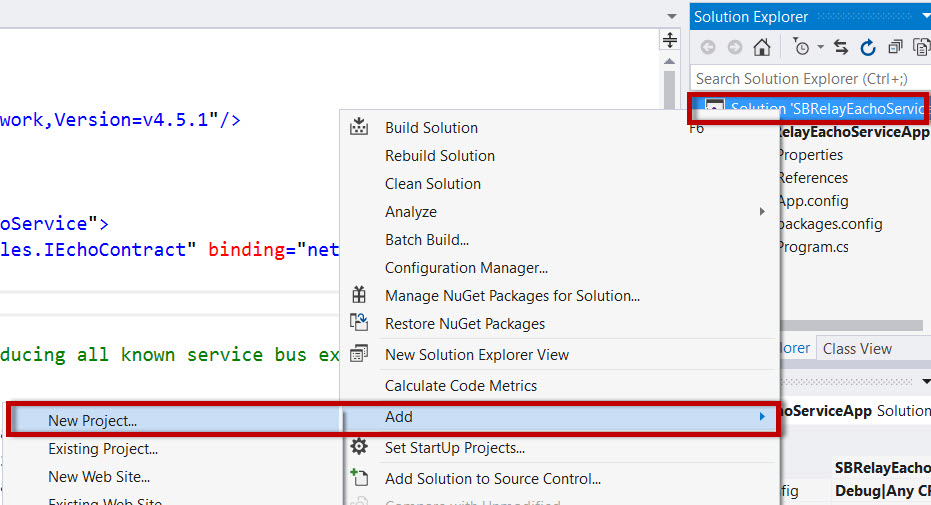 Solution Explorer
Search Solution Explorer (Ctrl+;)
Solution 'SBRelayEachoService
RelayEachoServiceApp
Properties
References
App.config
packages.config
Program.cs
work,Version=v4.5.1"/>
oService">
les.IEchoContract" binding="net
ducing all known service bus ex
Build Solution F6
Rebuild Solution
Clean Solution
Analyze
Batch Build...
Configuration Manager...
Manage NuGet Packages for Solution...
Restore NuGet Packages
New Solution Explorer View
Calculate Code Metrics
Add
Set StartUp Projects...
Add Solution to Source Control...
Compare with Unmodified
New Project...
Existing Project...
New Web Site...
Existing Web Site
lorer Class View
hoServiceApp Solution
SBRelayEacho
fig Debug|Any CP